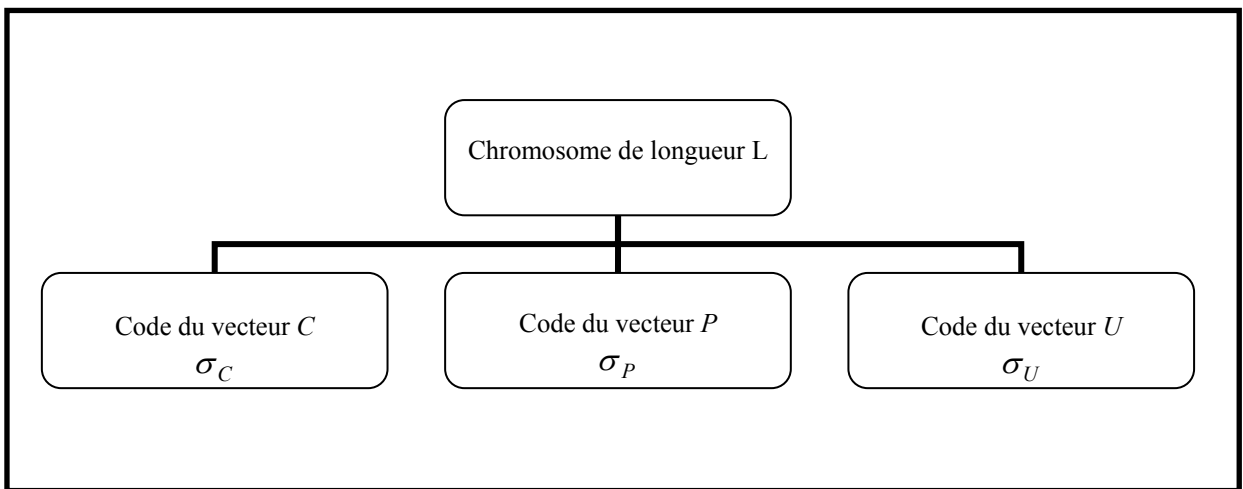 Chromosome de longueur L
Code du vecteur C
σ_C
Code du vecteur P
σ_P
Code du vecteur U
σ_U